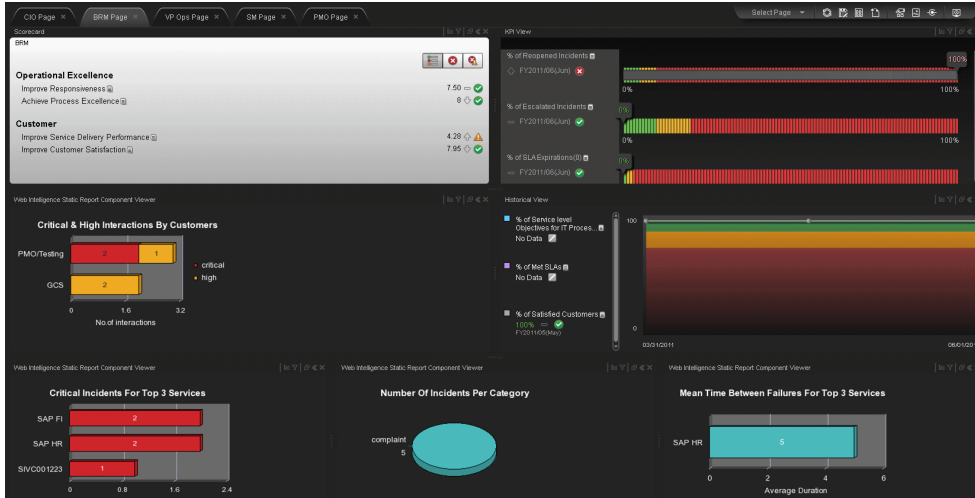 CIO Page × BRM Page × VP Ops Page × SM Page × PMO Page × Select Page
Scorecard
BRM
Operational Excellence
Improve Responsiveness 7.50
Achieve Process Excellence 8
Customer
Improve Service Delivery Performance 4.28
Improve Customer Satisfaction 7.95
KPI View
% of Reopened Incidents
FY2011/06(Jun)
100%
0% 100%
% of Escalated Incidents
FY2011/06(Jun)
0%
0% 100%
% of SLA Expirations(0)
FY2011/06(Jun)
0%
0% 100%
Web Intelligence Static Report Component Viewer
Critical & High Interactions By Customers
PMO/Testing 2 1
GCS 2
critical
high
0 1.6 3.2
No.of interactions
Historical View
% of Service level
Objectives for IT Proces...
No Data
% of Met SLAs
No Data
% of Satisfied Customers
100%
FY2011/05(May)
100
0
03/31/2011 06/01/20
Web Intelligence Static Report Component Viewer
Critical Incidents For Top 3 Services
SAP FI 2
SAP HR 2
SIVC001223 1
0 0.8 1.6 2.4
Web Intelligence Static Report Component Viewer
Number Of Incidents Per Category
complaint
5
Web Intelligence Static Report Component Viewer
Mean Time Between Failures For Top 3 Services
SAP HR 5
0 2 4 6
Average Duration